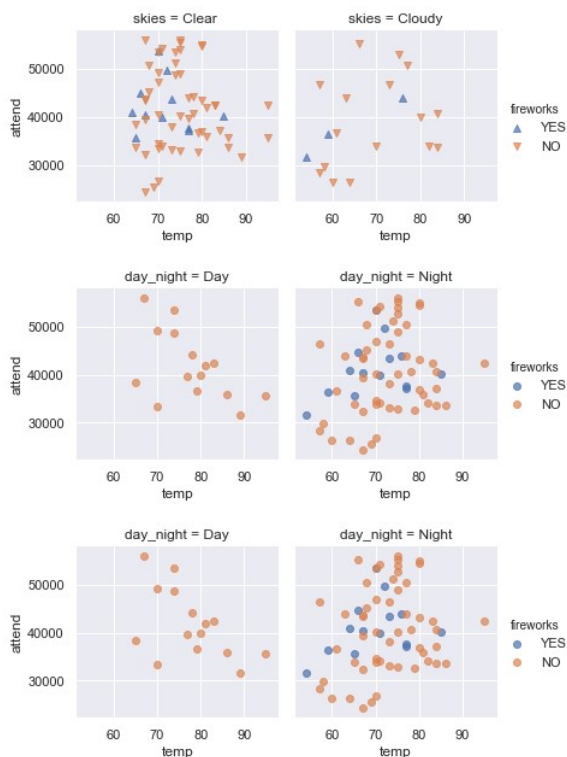 skies = Clear
skies = Cloudy
50000
40000
30000
attend
60 70 80 90
temp
60 70 80 90
temp
fireworks
YES
NO
day_night = Day
day_night = Night
50000
40000
30000
attend
60 70 80 90
temp
60 70 80 90
temp
fireworks
YES
NO
day_night = Day
day_night = Night
50000
40000
30000
attend
60 70 80 90
temp
60 70 80 90
temp
fireworks
YES
NO